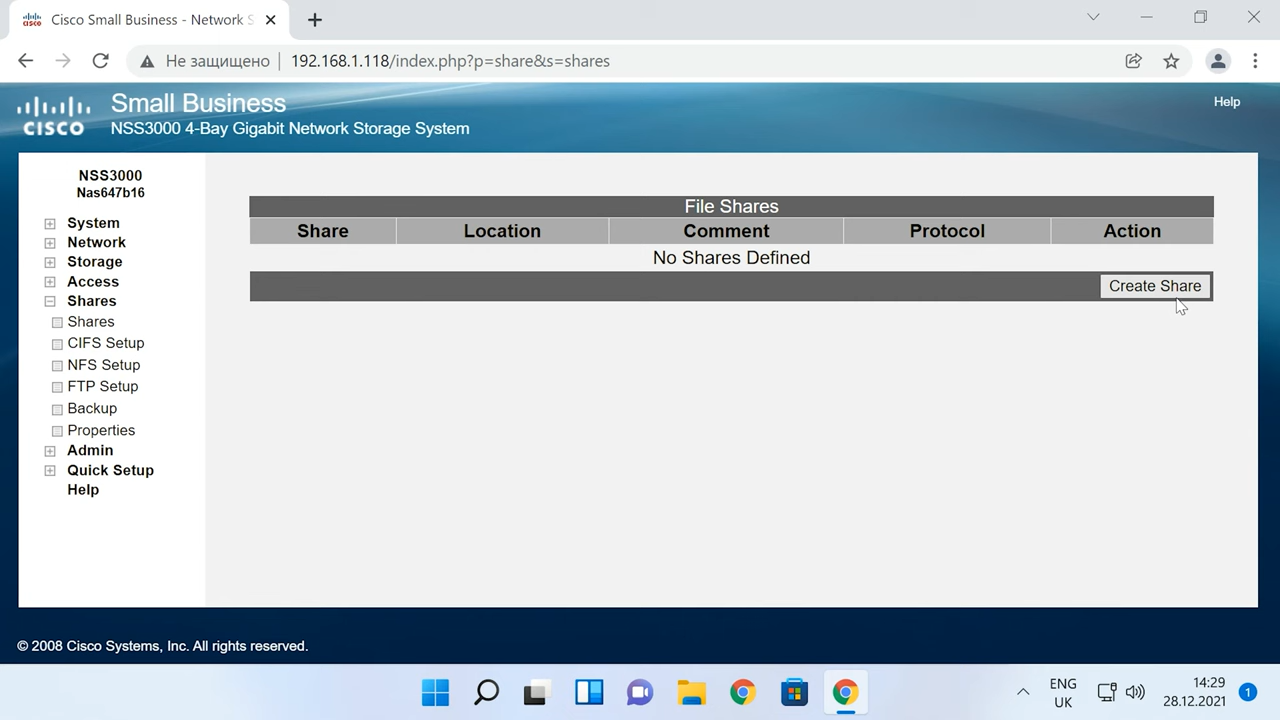 Cisco Small Business - Network S
Не защищено
192.168.1.118/index.php?p=share&s=shares
CISCO
Small Business
NSS3000 4-Bay Gigabit Network Storage System
Help
NSS3000
Nas647b16
System
Network
Storage
Access
Shares
Shares
CIFS Setup
NFS Setup
FTP Setup
Backup
Properties
Admin
Quick Setup
Help
File Shares
Share Location Comment Protocol Action
No Shares Defined
Create Share
© 2008 Cisco Systems, Inc. All rights reserved.
ENG
UK
14:29
28.12.2021
1